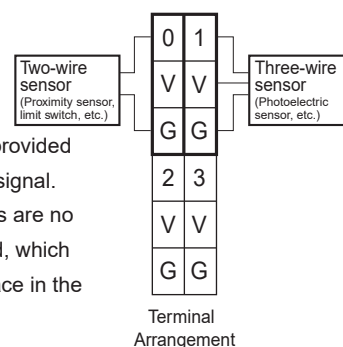 0 1
Two-wire
sensor
(Proximity sensor,
limit switch, etc.)
V V
Three-wire
sensor
(Photoelectric
sensor, etc.)
G G
rovided
signal.
2 3
s are no
V V
d, which
G G
ace in the
Terminal
Arrangement